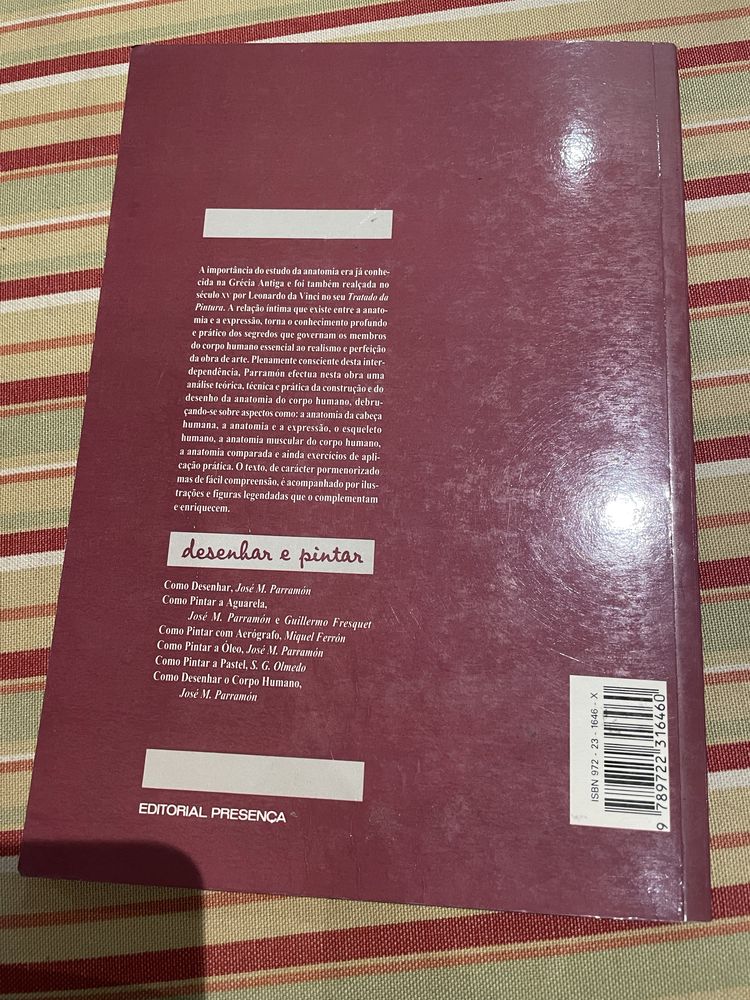 A importância do estudo da anatomia era já conhe-
cida na Grécia Antiga e foi também realçada no
século XV por Leonardo da Vinci no seu Tratado da
Pintura. A relação íntima que existe entre a anato-
mia e a expressão, torna o conhecimento profundo
e prático dos segredos que governam os membros
do corpo humano essencial ao realismo e perfeição
da obra de arte. Plenamente consciente desta inter-
dependência, Parramón efectua nesta obra uma
análise teórica, técnica e prática da construção e do
desenho da anatomia do corpo humano, debru-
çando-se sobre aspectos como: a anatomia da cabeça
humana, a anatomia e a expressão, o esqueleto
humano, a anatomia muscular do corpo humano,
a anatomia comparada e ainda exercícios de apli-
cação prática. O texto, de carácter pormenorizado
mas de fácil compreensão, é acompanhado por ilus-
trações e figuras legendadas que o complementam
e enriquecem.
desenhar e pintar
Como Desenhar, José M. Parramón
Como Pintar a Aguarela,
José M. Parramón e Guillermo Fresquet
Como Pintar com Aerógrafo, Miquel Ferrón
Como Pintar a Óleo, José M. Parramón
Como Pintar a Pastel, S. G. Olmedo
Como Desenhar o Corpo Humano,
José M. Parramón
EDITORIAL PRESENÇA
ISBN 972 - 23 - 1646 - X
9 789722 316460